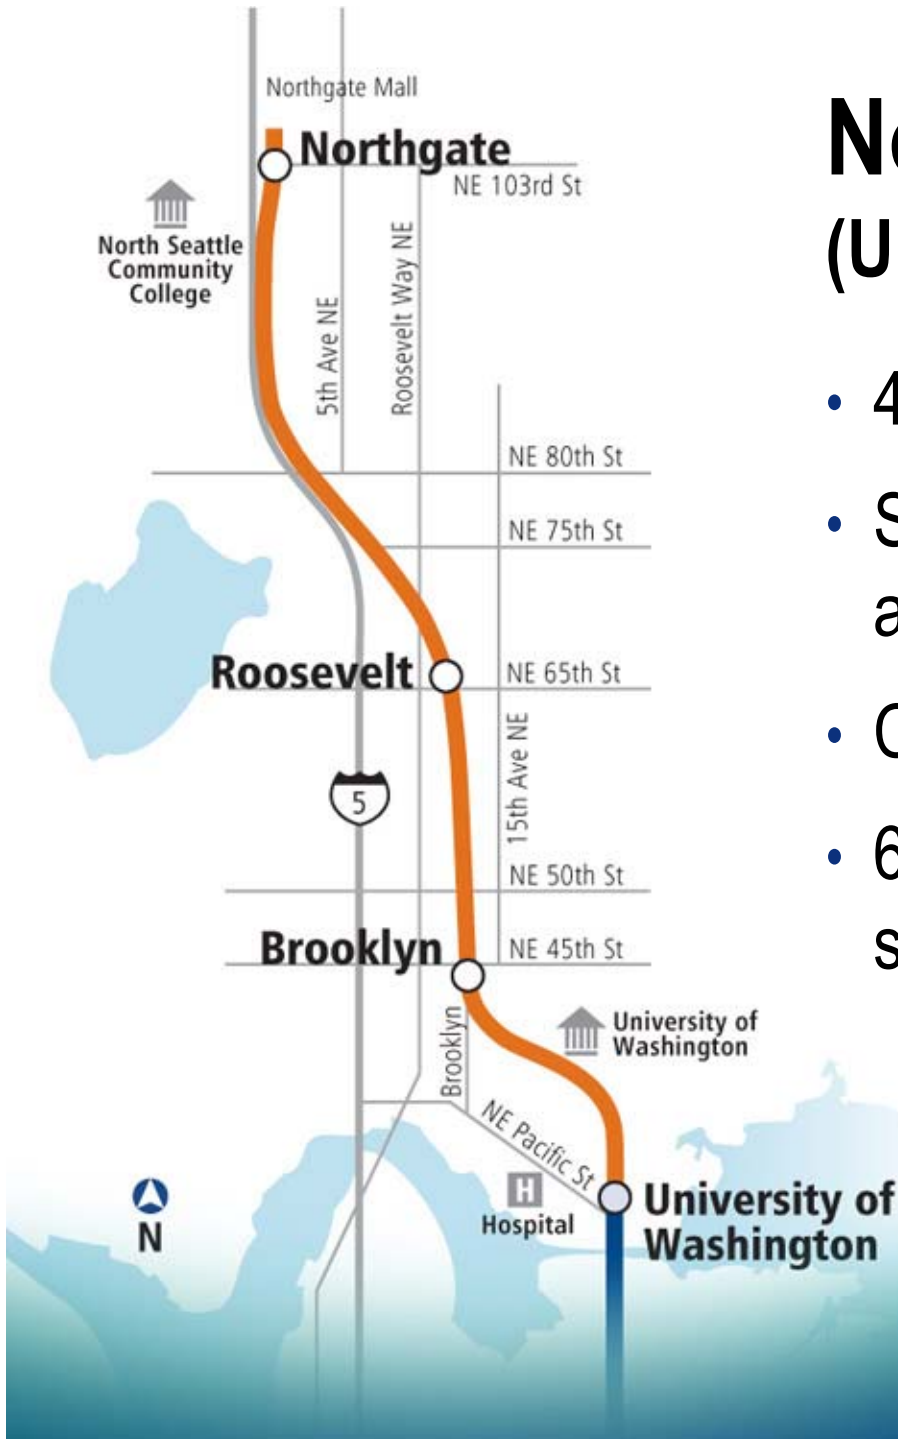 Northgate Mall
Northgate
NE 103rd St
North Seattle
Community
College
5th Ave NE
Roosevelt Way NE
NE 80th St
NE 75th St
Roosevelt
NE 65th St
5
15th Ave NE
NE 50th St
Brooklyn
NE 45th St
Brooklyn
University of
Washington
NE Pacific St
H
Hospital
University of
Washington
N
(U
• 4
•
a
•
• 6
s